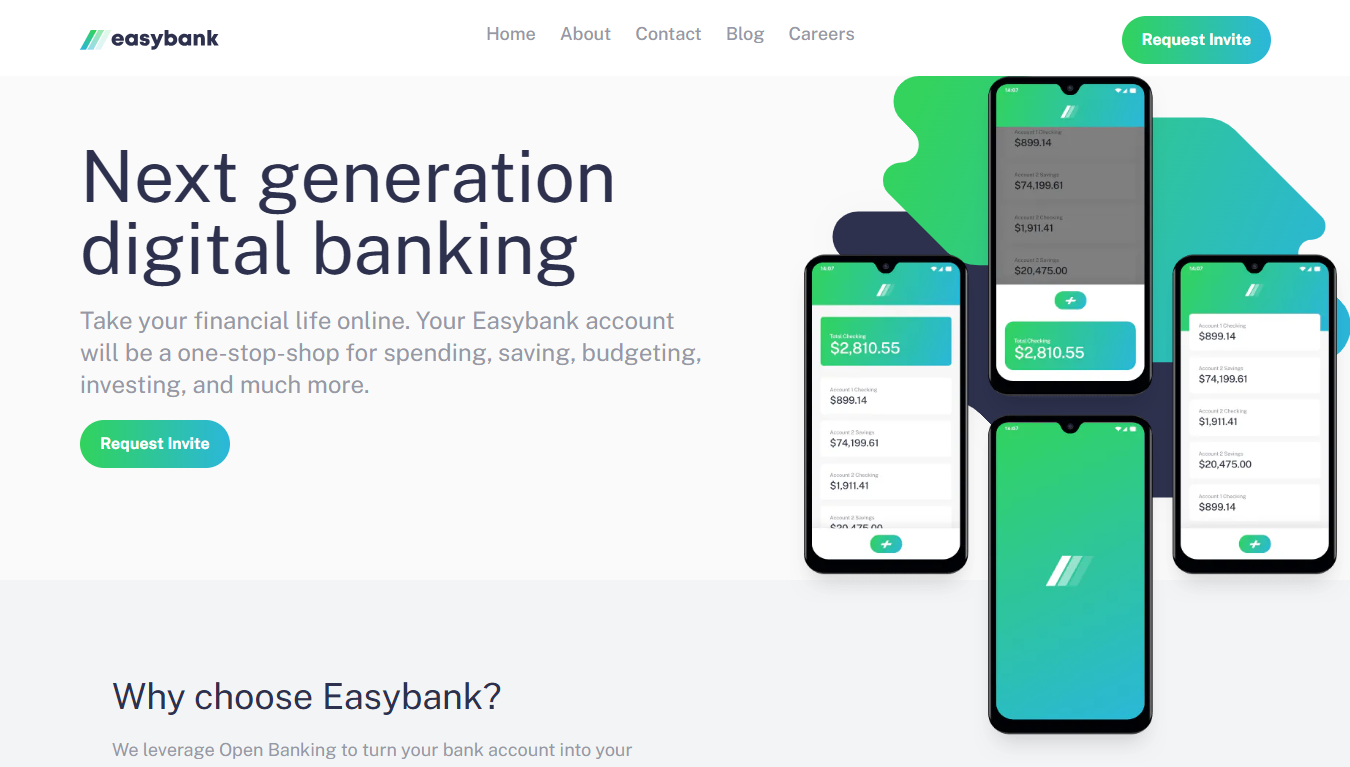 easybank
Home About Contact Blog Careers
Request Invite
Next generation
digital banking
Take your financial life online. Your Easybank account
will be a one-stop-shop for spending, saving, budgeting,
investing, and much more.
Request Invite
14:07
Account 1 Checking
$899.14
Account 2 Savings
$74,199.61
Account 2 Checking
$1,911.41
Account 2 Savings
$20,475.00
Total Checking
$2,810.55
14:07
Total Checking
$2,810.55
Account 1 Checking
$899.14
Account 2 Savings
$74,199.61
Account 2 Checking
$1,911.41
Account 2 Savings
$20,475.00
14:07
Account 1 Checking
$899.14
Account 2 Savings
$74,199.61
Account 2 Checking
$1,911.41
Account 2 Savings
$20,475.00
Account 1 Checking
$899.14
14:07
Why choose Easybank?
We leverage Open Banking to turn your bank account into your